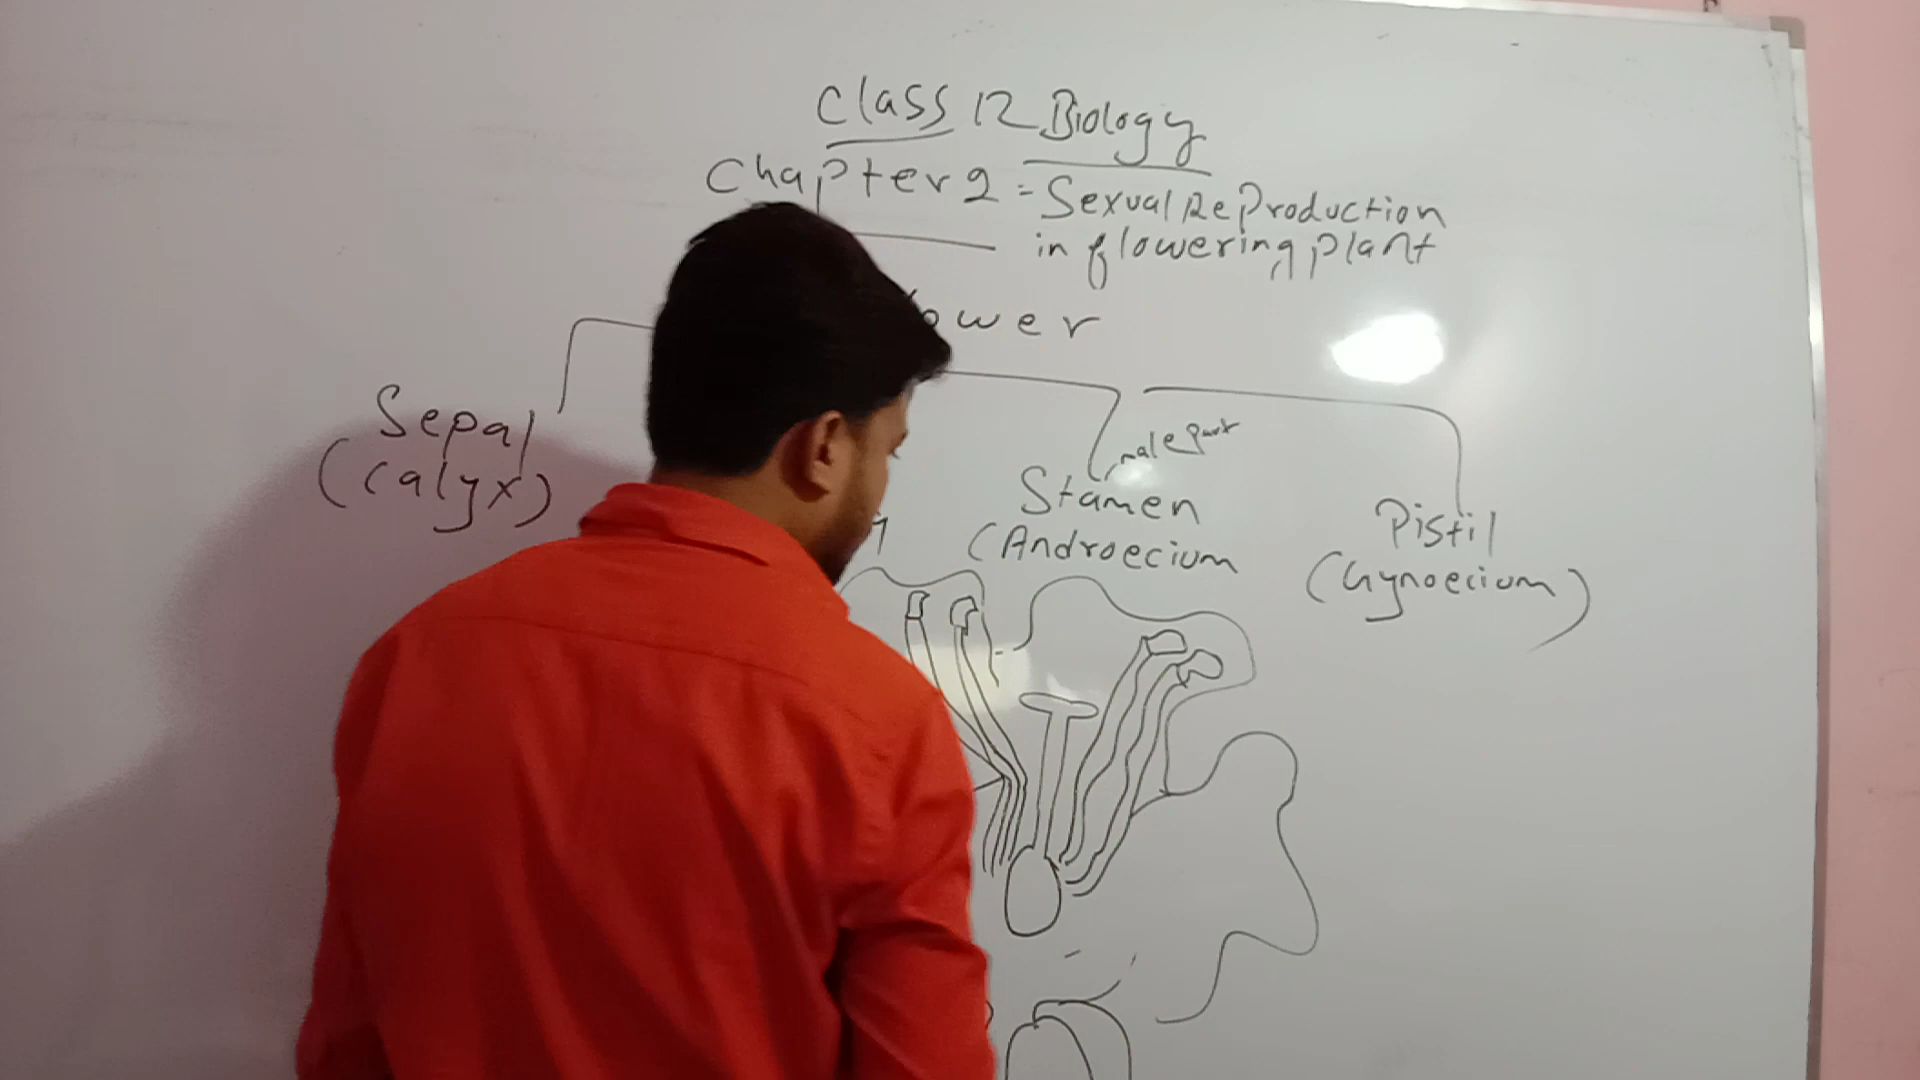 Class 12 Biology
Chapter 2 = Sexual Reproduction
in flowering plant
ower
Sepal
(Calyx)
male part
Stamen
(Androecium
Pistil
(Gynoecium)